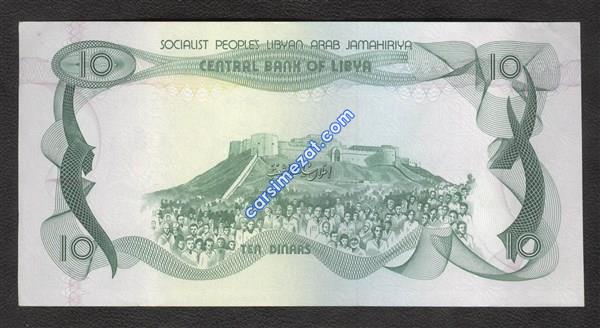 SOCIALIST PEOPLE'S LIBYAN ARAB JAMAHIRIYA
CENTRAL BANK OF LIBYA
10 10
carsimezat.com
10 10
TEN DINARS